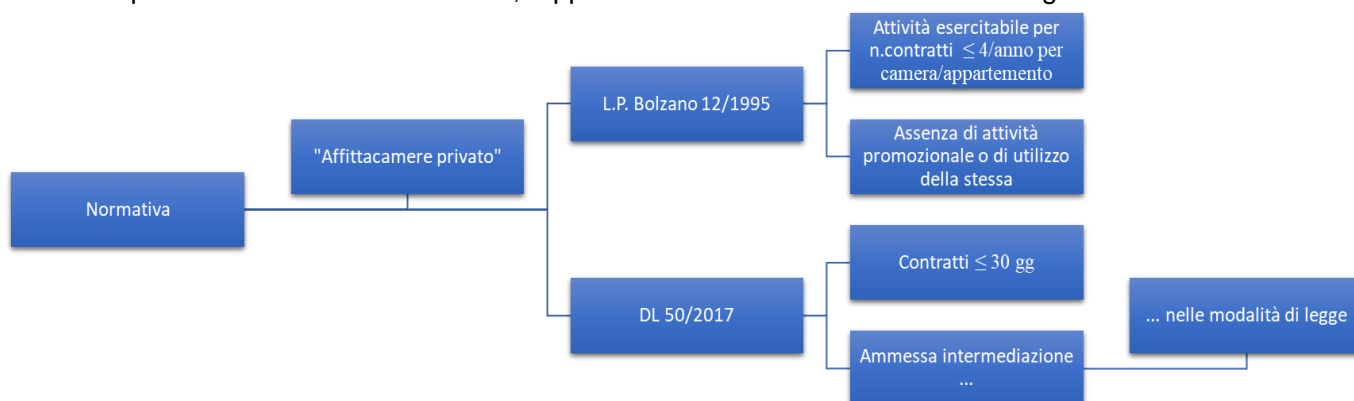 Attività esercitabile per
n.contratti ≤ 4/anno per
camera/appartemento
L.P. Bolzano 12/1995
"Affittacamere privato"
Assenza di attività
promozionale o di utilizzo
della stessa
Normativa
Contratti ≤ 30 gg
DL 50/2017
... nelle modalità di legge
Ammessa intermediazione
...